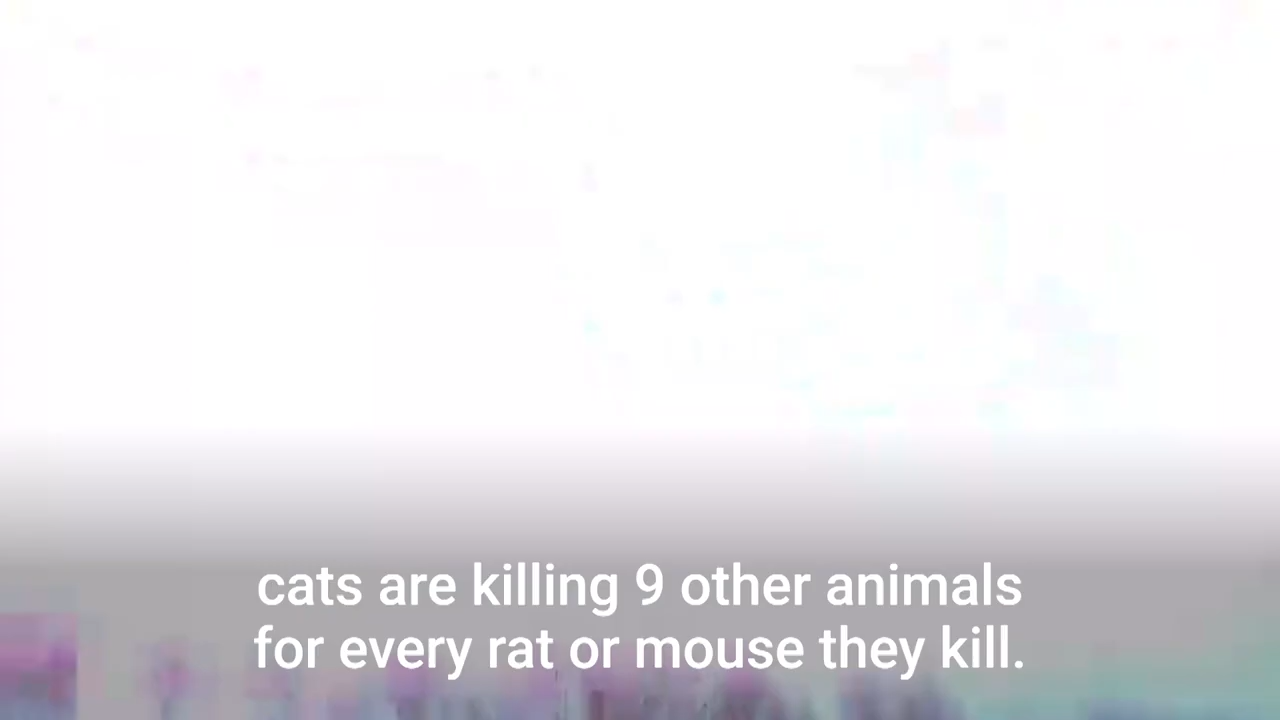 cats are killing 9 other animals
for every rat or mouse they kill.